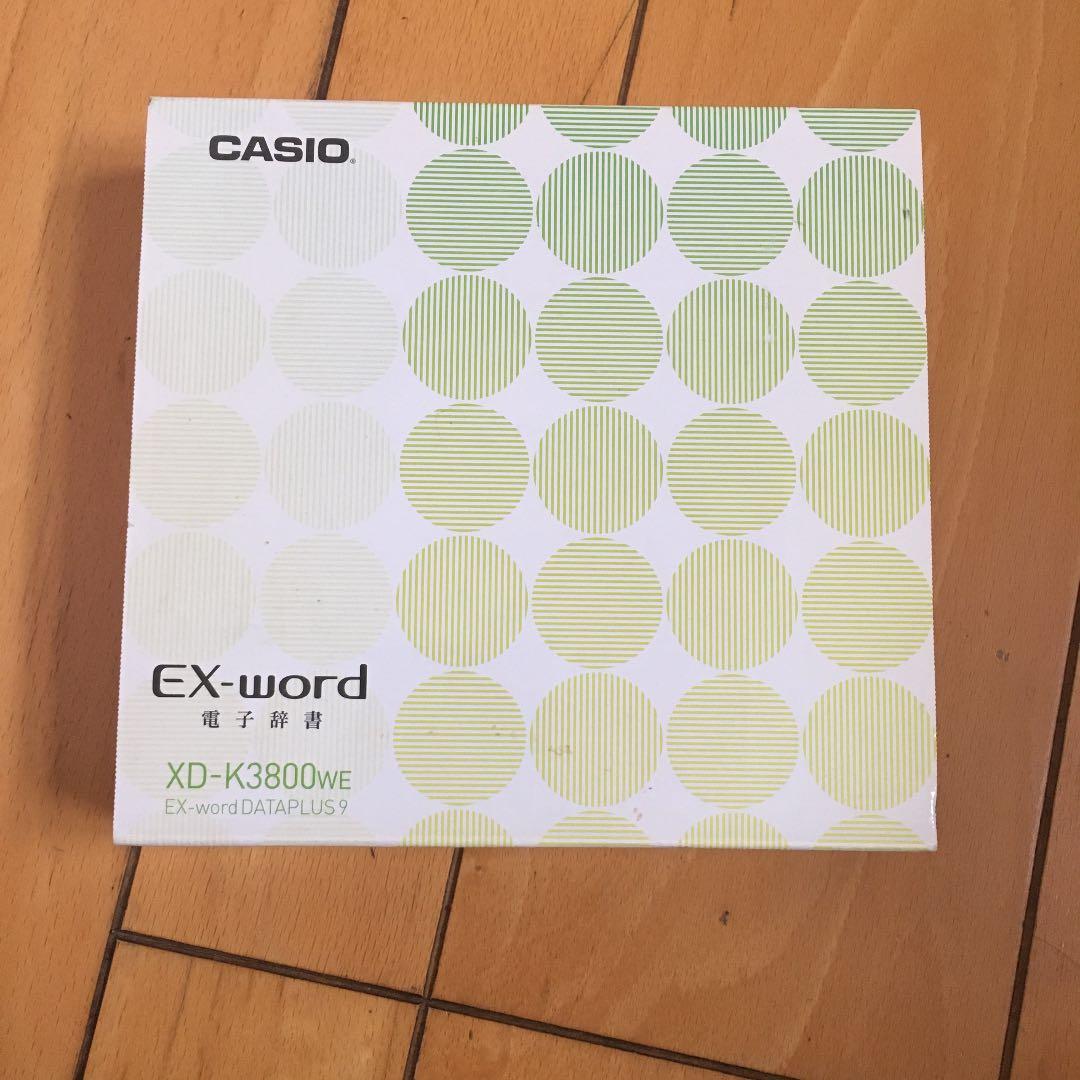 CASIO
EX-word
電子辞書
XD-K3800WE
EX-word DATAPLUS 9